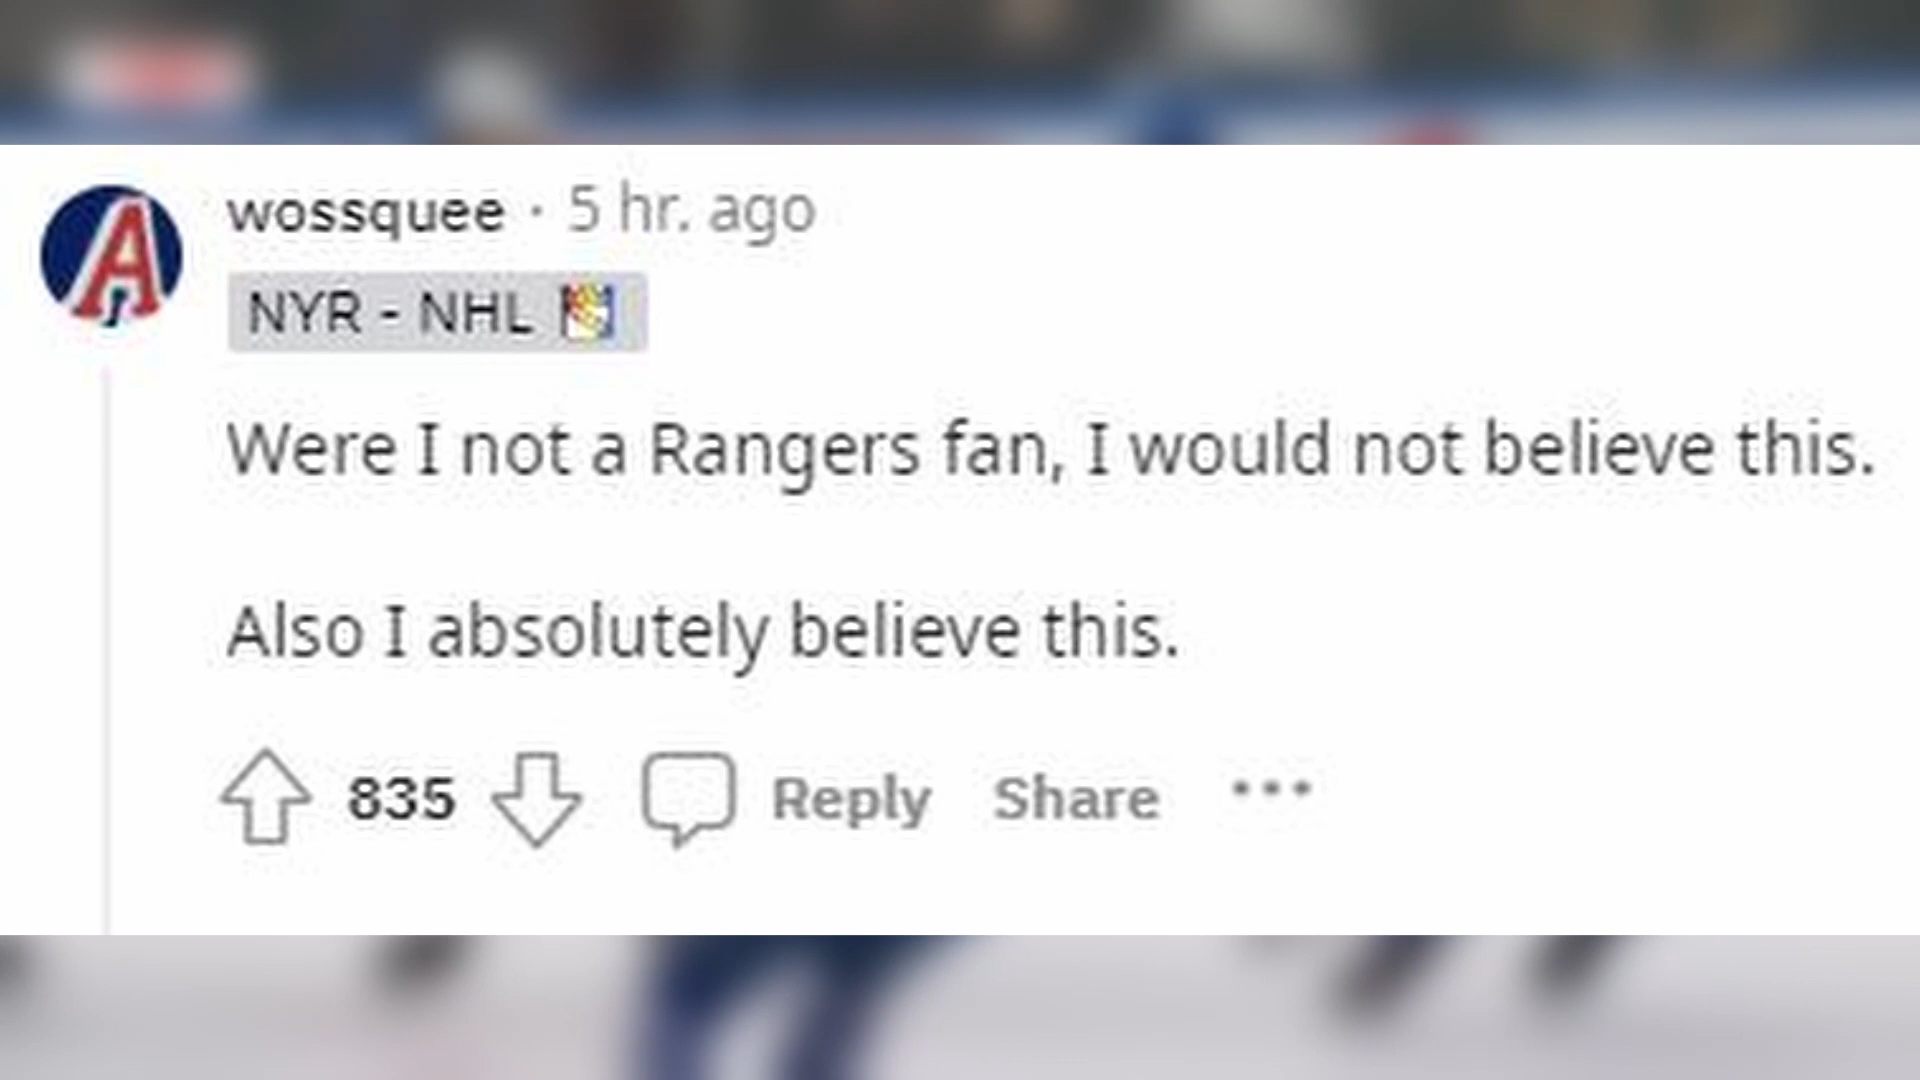 A
wossquee · 5 hr. ago
NYR - NHL
Were I not a Rangers fan, I would not believe this.
Also I absolutely believe this.
835 Reply Share ...